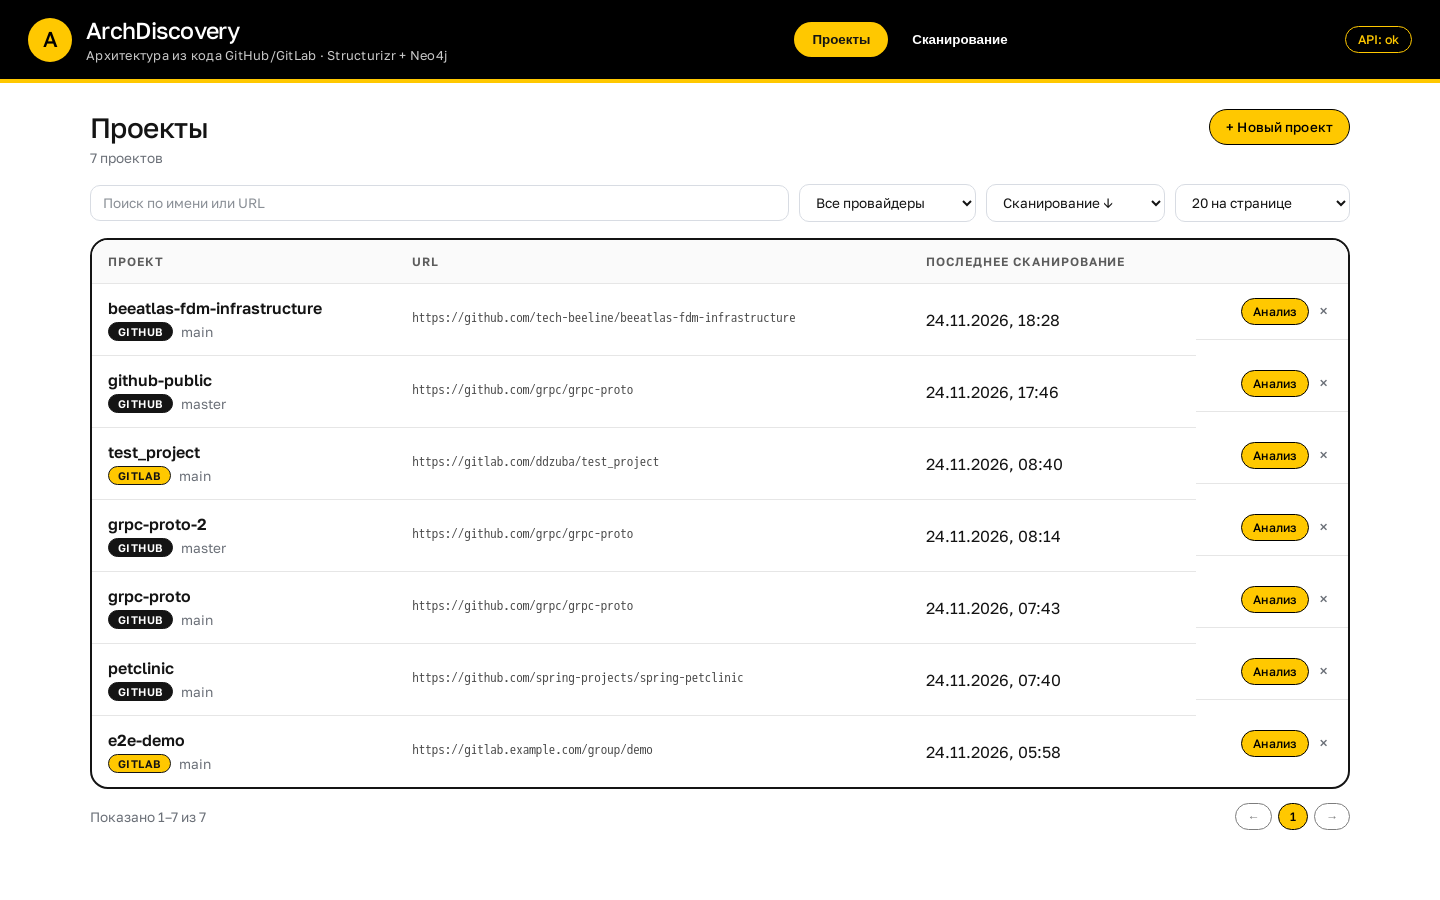 A
ArchDiscovery
Архитектура из кода GitHub/GitLab · Structurizr + Neo4j
Проекты
Сканирование
API: ok
Проекты
+ Новый проект
7 проектов
Поиск по имени или URL
Все провайдеры
Сканирование ↓
20 на странице
ПРОЕКТ URL ПОСЛЕДНЕЕ СКАНИРОВАНИЕ
beeatlas-fdm-infrastructure
GITHUB main
https://github.com/tech-beeline/beeatlas-fdm-infrastructure
24.11.2026, 18:28
Анализ ×
github-public
GITHUB master
https://github.com/grpc/grpc-proto
24.11.2026, 17:46
Анализ ×
test_project
GITLAB main
https://gitlab.com/ddzuba/test_project
24.11.2026, 08:40
Анализ ×
grpc-proto-2
GITHUB master
https://github.com/grpc/grpc-proto
24.11.2026, 08:14
Анализ ×
grpc-proto
GITHUB main
https://github.com/grpc/grpc-proto
24.11.2026, 07:43
Анализ ×
petclinic
GITHUB main
https://github.com/spring-projects/spring-petclinic
24.11.2026, 07:40
Анализ ×
e2e-demo
GITLAB main
https://gitlab.example.com/group/demo
24.11.2026, 05:58
Анализ ×
Показано 1–7 из 7
← 1 →